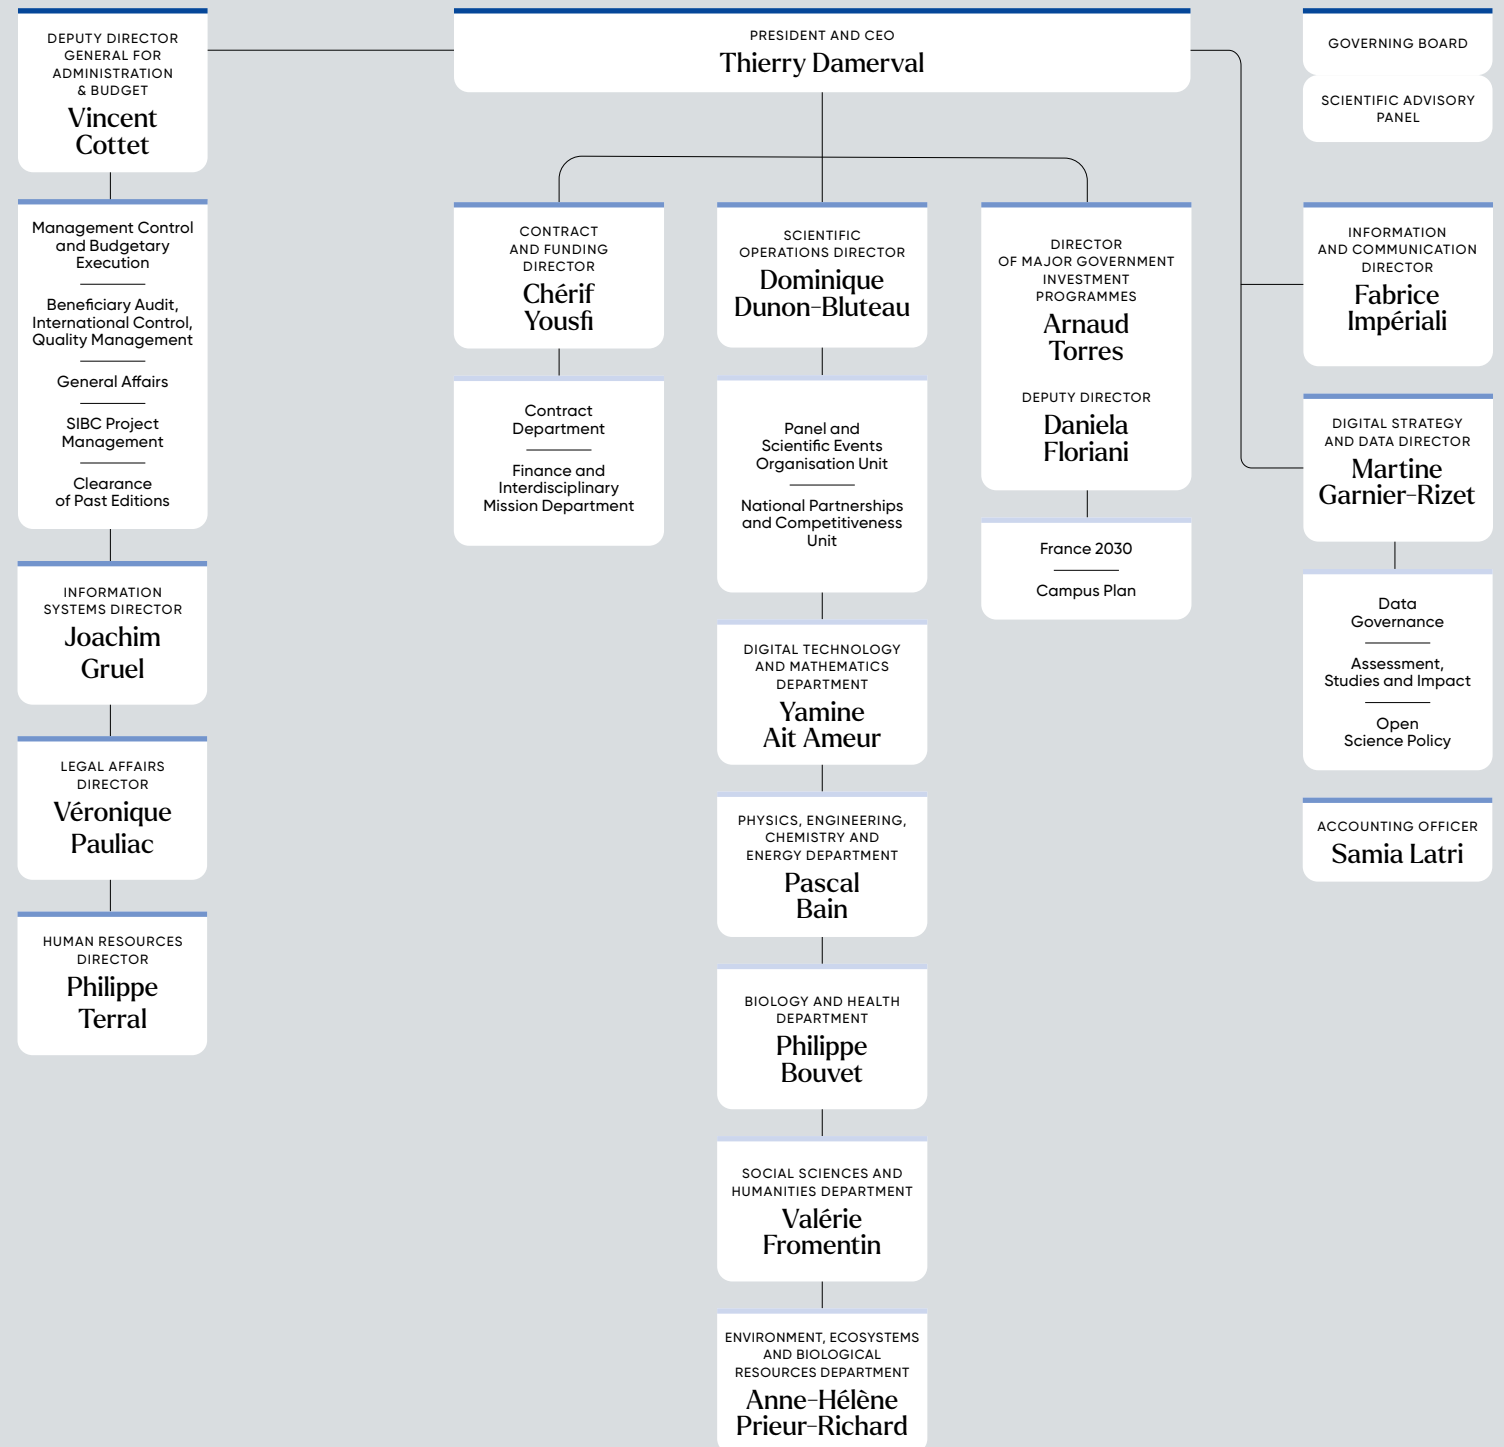 DEPUTY DIRECTOR
GENERAL FOR
ADMINISTRATION
& BUDGET
Vincent
Cottet
Management Control
and Budgetary
Execution
Beneficiary Audit,
International Control,
Quality Management
General Affairs
SIBC Project
Management
Clearance
of Past Editions
INFORMATION
SYSTEMS DIRECTOR
Joachim
Gruel
LEGAL AFFAIRS
DIRECTOR
Véronique
Pauliac
HUMAN RESOURCES
DIRECTOR
Philippe
Terral
PRESIDENT AND CEO
Thierry Damerval
CONTRACT
AND FUNDING
DIRECTOR
Chérif
Yousfi
Contract
Department
Finance and
Interdisciplinary
Mission Department
SCIENTIFIC
OPERATIONS DIRECTOR
Dominique
Dunon-Bluteau
Panel and
Scientific Events
Organisation Unit
National Partnerships
and Competitiveness
Unit
DIGITAL TECHNOLOGY
AND MATHEMATICS
DEPARTMENT
Yamine
Ait Ameur
PHYSICS, ENGINEERING,
CHEMISTRY AND
ENERGY DEPARTMENT
Pascal
Bain
BIOLOGY AND HEALTH
DEPARTMENT
Philippe
Bouvet
SOCIAL SCIENCES AND
HUMANITIES DEPARTMENT
Valérie
Fromentin
ENVIRONMENT, ECOSYSTEMS
AND BIOLOGICAL
RESOURCES DEPARTMENT
Anne-Hélène
Prieur-Richard
DIRECTOR
OF MAJOR GOVERNMENT
INVESTMENT
PROGRAMMES
Arnaud
Torres
DEPUTY DIRECTOR
Daniela
Floriani
France 2030
Campus Plan
GOVERNING BOARD
SCIENTIFIC ADVISORY
PANEL
INFORMATION
AND COMMUNICATION
DIRECTOR
Fabrice
Impériali
DIGITAL STRATEGY
AND DATA DIRECTOR
Martine
Garnier-Rizet
Data
Governance
Assessment,
Studies and Impact
Open
Science Policy
ACCOUNTING OFFICER
Samia Latri